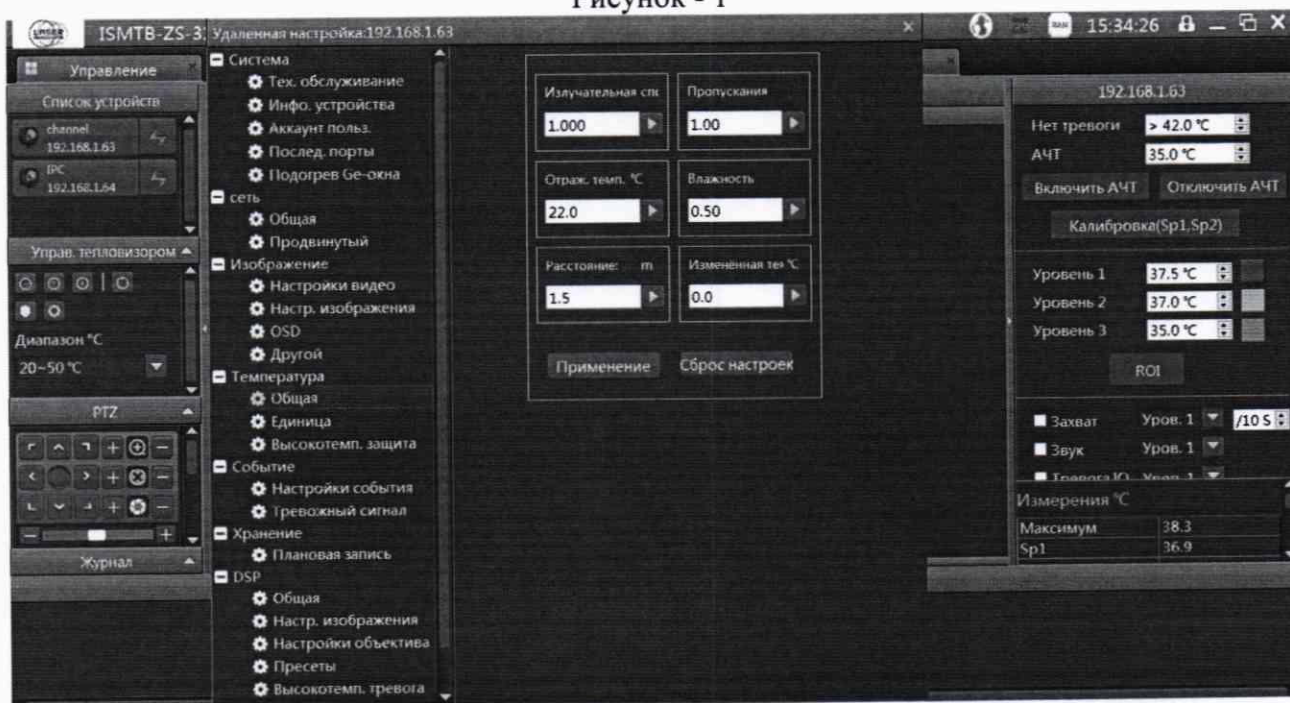 Рисунок - 1
ISMTB-ZS-3
Удаленная настройка:192.168.1.63
15:34:26
Управление
Список устройств
channel
192.168.1.63
IPC
192.168.1.64
Управ. тепловизором
Диапазон °C
20~50 °C
PTZ
Журнал
Система
Тех. обслуживание
Инфо. устройства
Аккаунт польз.
Послед. порты
Подогрев Ge-окна
сеть
Общая
Продвинутый
Изображение
Настройки видео
Настр. изображения
OSD
Другой
Температура
Общая
Единица
Высокотемп. защита
Событие
Настройки события
Тревожный сигнал
Хранение
Плановая запись
DSP
Общая
Настр. изображения
Настройки объектива
Пресеты
Высокотемп. тревога
Излучательная спо
Пропускания
1.000
1.00
Отраж. темп. °C
Влажность
22.0
0.50
Расстояние: m
Изменённая тем °C
1.5
0.0
Применение
Сброс настроек
192.168.1.63
Нет тревоги > 42.0 °C
АЧТ 35.0 °C
Включить АЧТ
Отключить АЧТ
Калибровка(Sp1,Sp2)
Уровень 1 37.5 °C
Уровень 2 37.0 °C
Уровень 3 35.0 °C
ROI
Захват Уров. 1 /10 S
Звук Уров. 1
Измерения °C
Максимум 38.3
Sp1 36.9